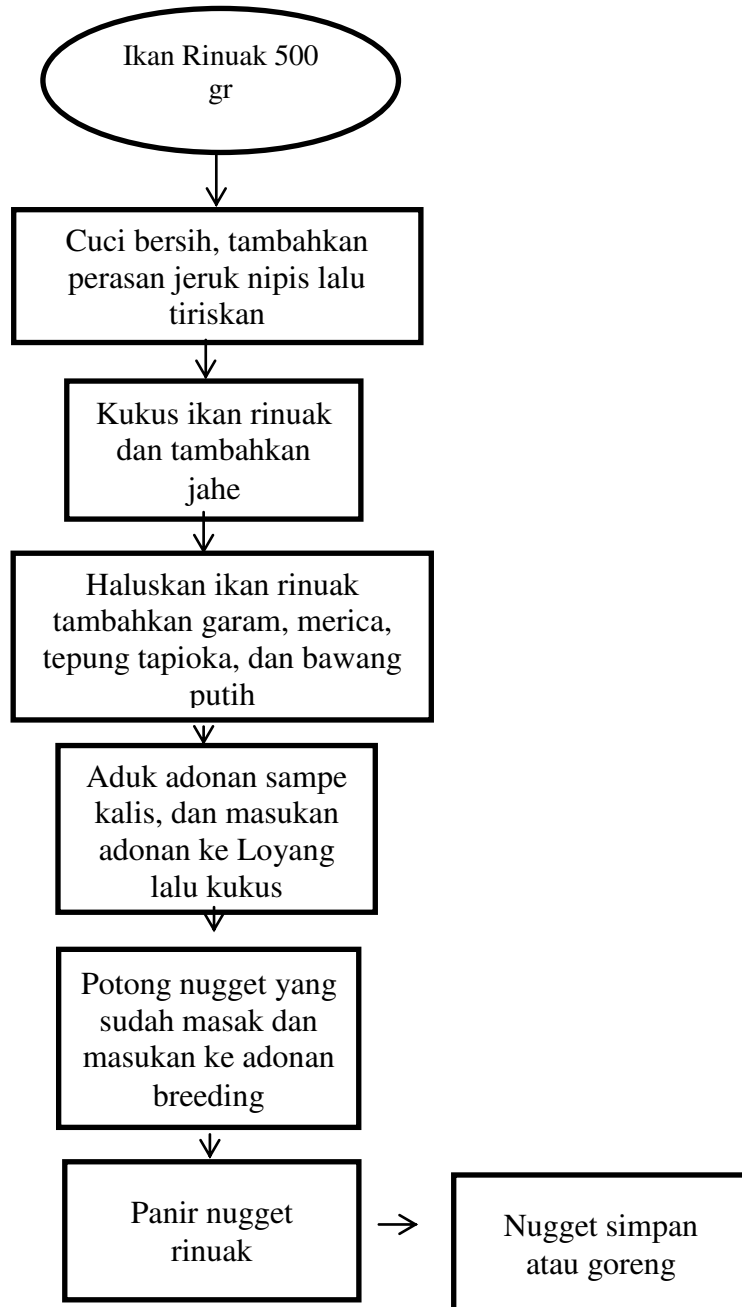 Ikan Rinuak 500
gr
Cuci bersih, tambahkan
perasan jeruk nipis lalu
tiriskan
Kukus ikan rinuak
dan tambahkan
jahe
Haluskan ikan rinuak
tambahkan garam, merica,
tepung tapioka, dan bawang
putih
Aduk adonan sampe
kalis, dan masukan
adonan ke Loyang
lalu kukus
Potong nugget yang
sudah masak dan
masukan ke adonan
breeding
Panir nugget
rinuak
Nugget simpan
atau goreng